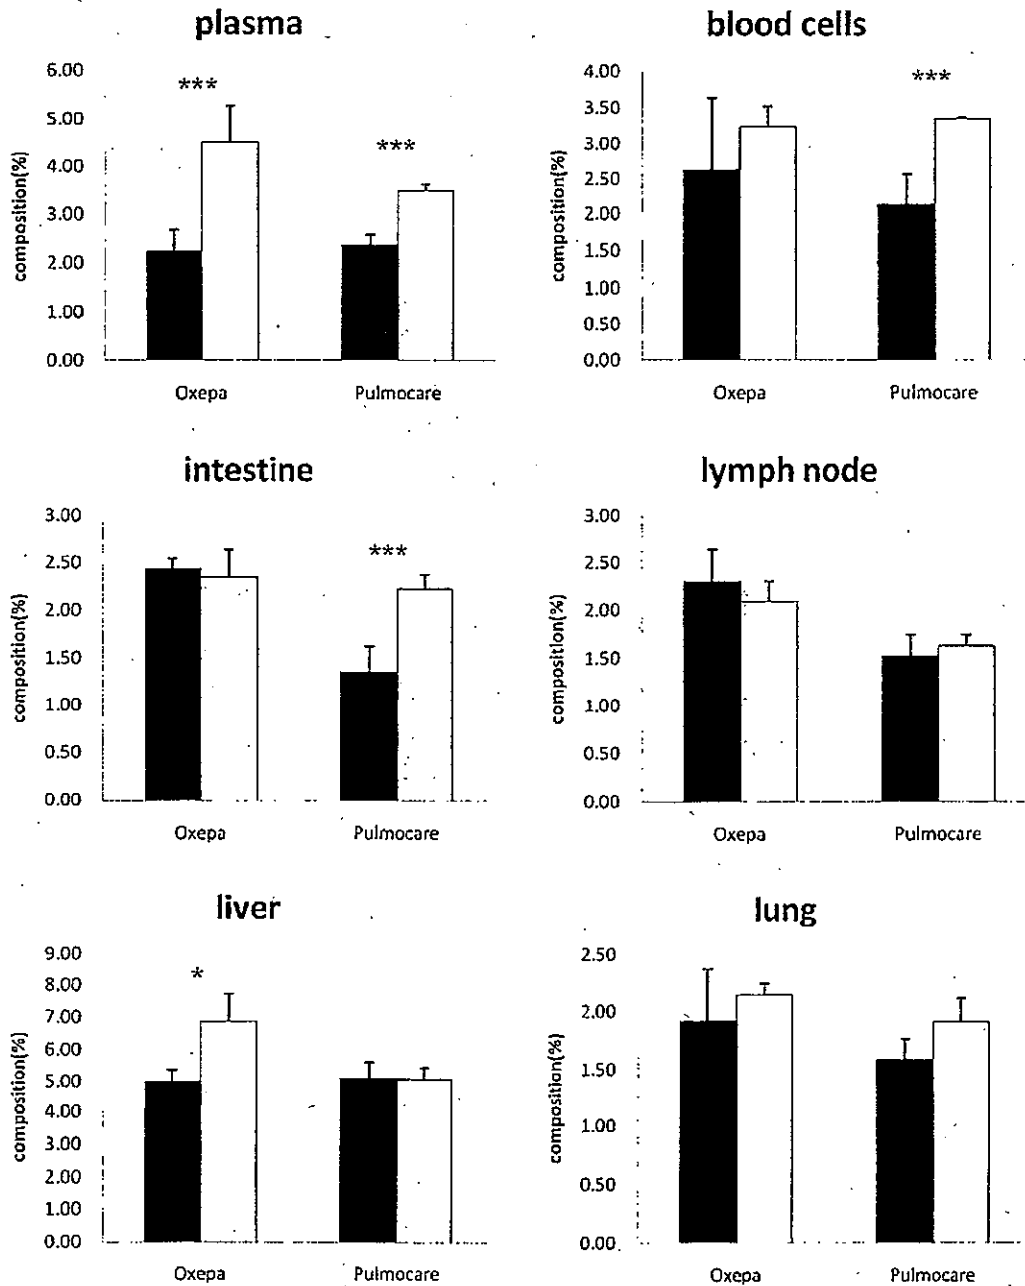 plasma
***
***
6.00
5.00
4.00
3.00
2.00
1.00
0.00
composition(%)
Oxepa
Pulmocare
blood cells
***
4.00
3.50
3.00
2.50
2.00
1.50
1.00
0.50
0.00
composition(%)
Oxepa
Pulmocare
intestine
***
3.00
2.50
2.00
1.50
1.00
0.50
0.00
composition(%)
Oxepa
Pulmocare
lymph node
3.00
2.50
2.00
1.50
1.00
0.50
0.00
composition(%)
Oxepa
Pulmocare
liver
*
9.00
8.00
7.00
6.00
5.00
4.00
3.00
2.00
1.00
0.00
composition(%)
Oxepa
Pulmocare
lung
2.50
2.00
1.50
1.00
0.50
0.00
composition(%)
Oxepa
Pulmocare